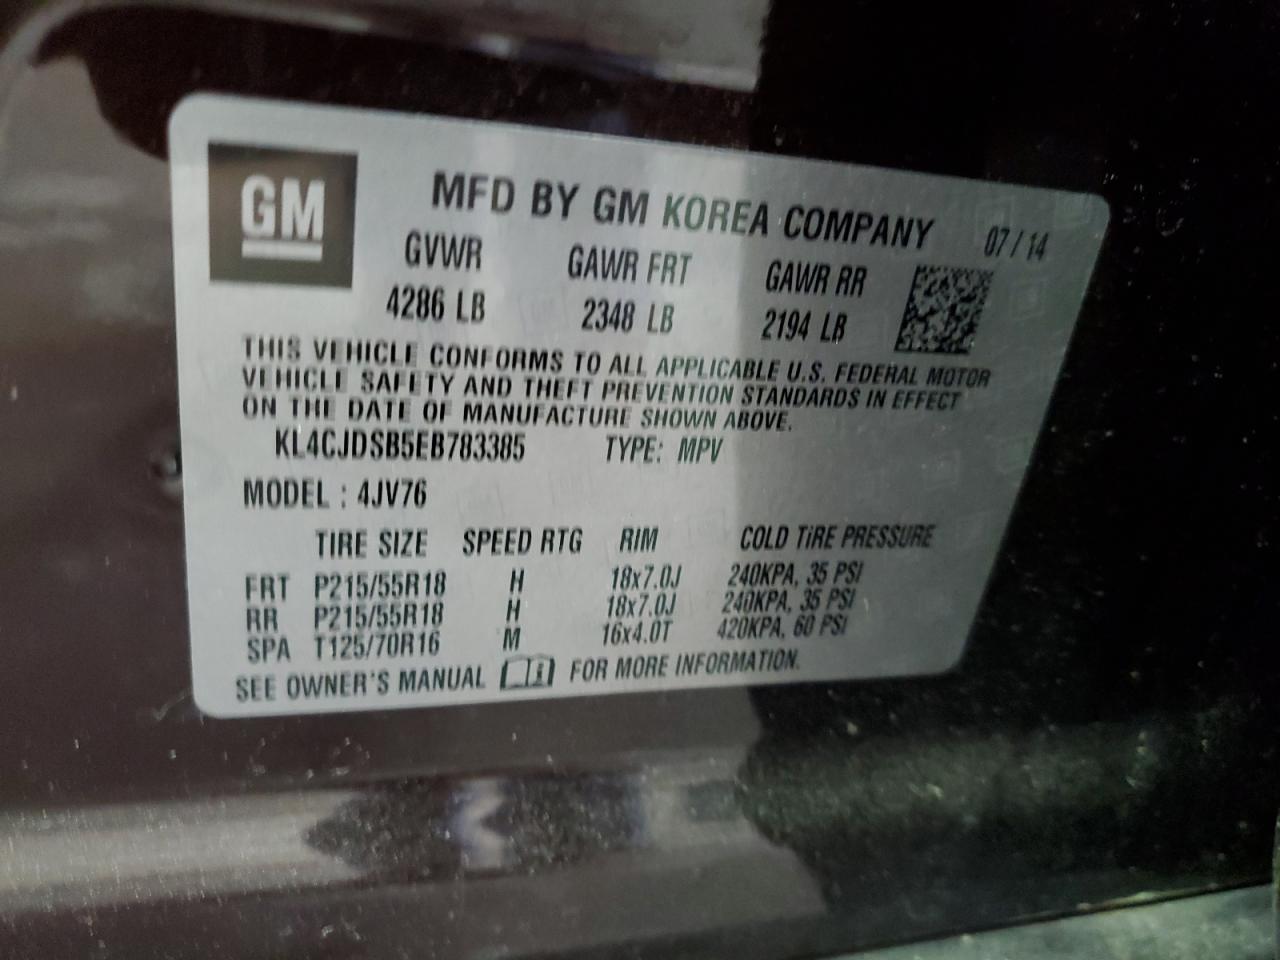 GM
MFD BY GM KOREA COMPANY 07/14
GVWR GAWR FRT GAWR RR
4286 LB 2348 LB 2194 LB
THIS VEHICLE CONFORMS TO ALL APPLICABLE U.S. FEDERAL MOTOR
VEHICLE SAFETY AND THEFT PREVENTION STANDARDS IN EFFECT
ON THE DATE OF MANUFACTURE SHOWN ABOVE.
KL4CJDSB5EB783385 TYPE: MPV
MODEL : 4JV76
TIRE SIZE SPEED RTG RIM COLD TIRE PRESSURE
FRT P215/55R18 H 18x7.0J 240KPA, 35 PSI
RR P215/55R18 H 18x7.0J 240KPA, 35 PSI
SPA T125/70R16 M 16x4.0T 420KPA, 60 PSI
SEE OWNER'S MANUAL FOR MORE INFORMATION.